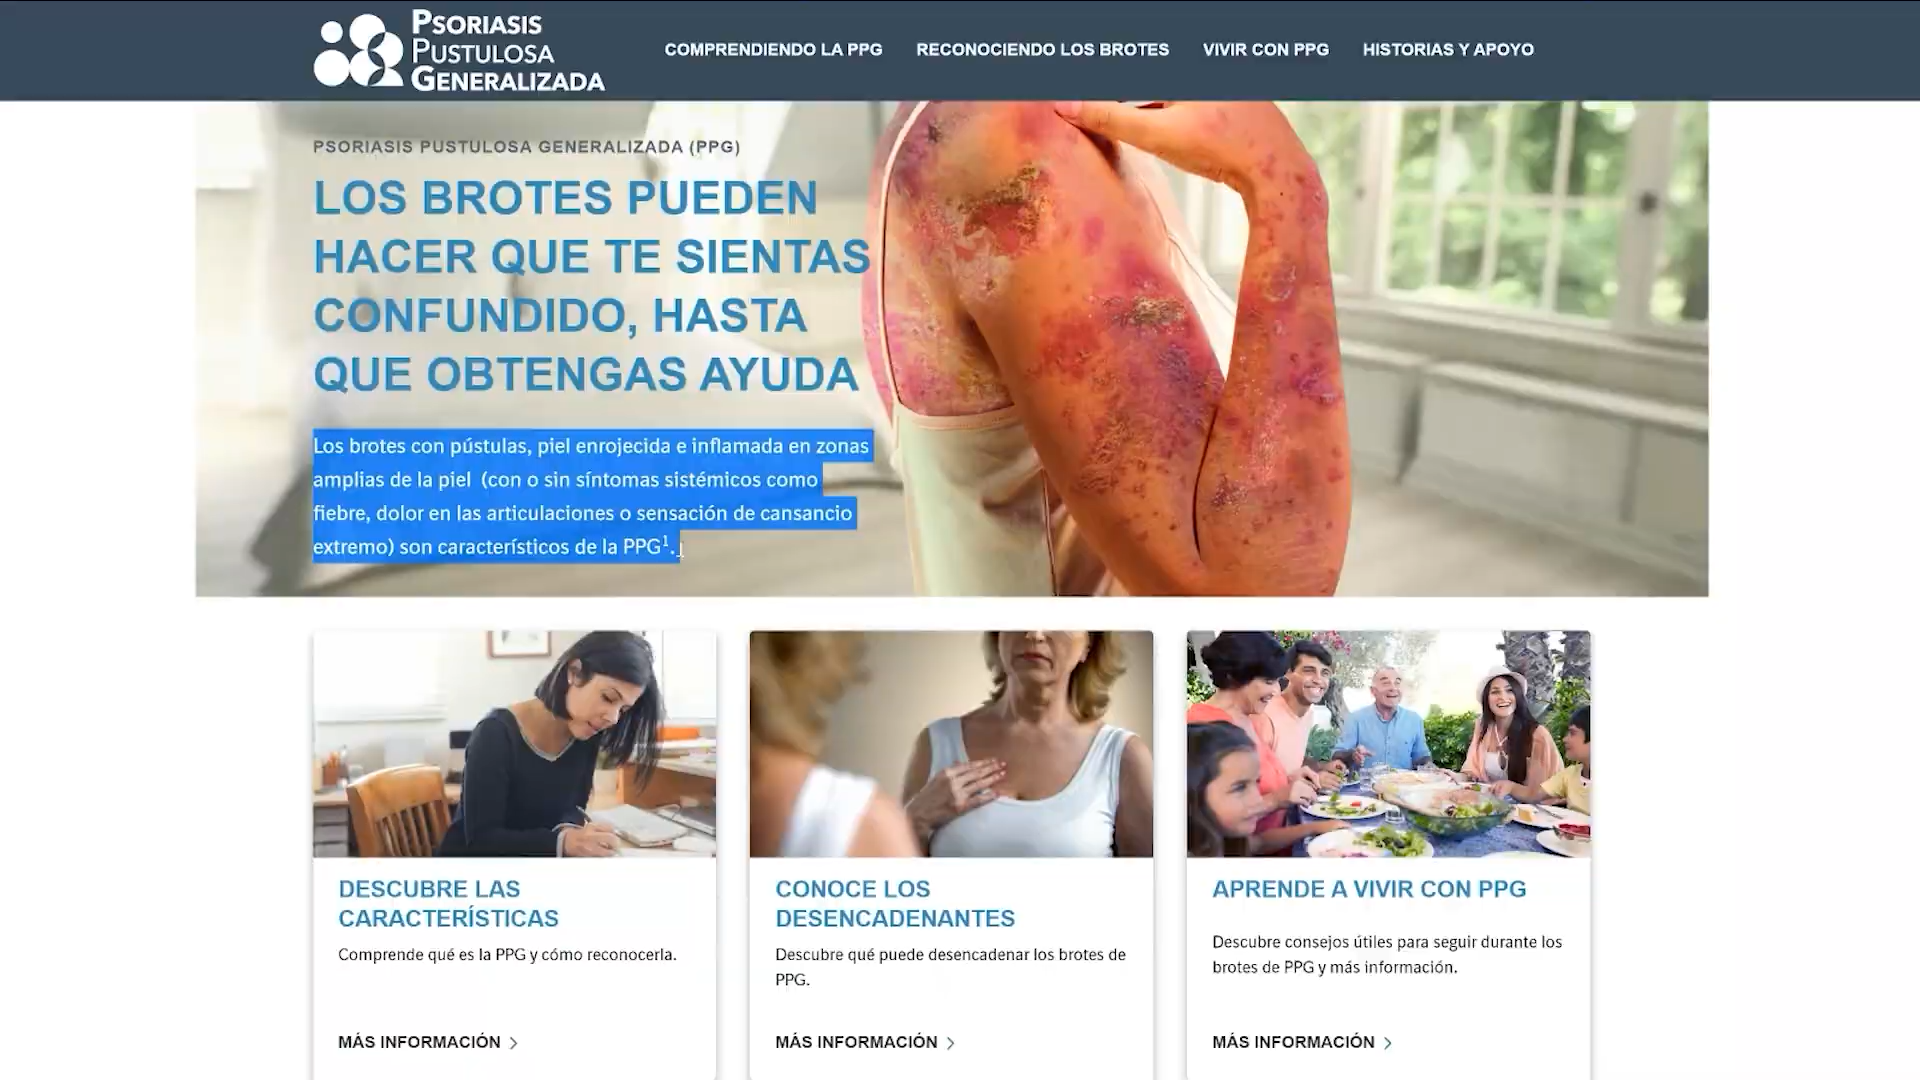 PSORIASIS
PUSTULOSA
GENERALIZADA
COMPRENDIENDO LA PPG
RECONOCIENDO LOS BROTES
VIVIR CON PPG
HISTORIAS Y APOYO
PSORIASIS PUSTULOSA GENERALIZADA (PPG)
LOS BROTES PUEDEN
HACER QUE TE SIENTAS
CONFUNDIDO, HASTA
QUE OBTENGAS AYUDA
Los brotes con pústulas, piel enrojecida e inflamada en zonas
amplias de la piel (con o sin síntomas sistémicos como
fiebre, dolor en las articulaciones o sensación de cansancio
extremo) son característicos de la PPG¹.
DESCUBRE LAS
CARACTERÍSTICAS
Comprende qué es la PPG y cómo reconocerla.
MÁS INFORMACIÓN
CONOCE LOS
DESENCADENANTES
Descubre qué puede desencadenar los brotes de
PPG.
MÁS INFORMACIÓN
APRENDE A VIVIR CON PPG
Descubre consejos útiles para seguir durante los
brotes de PPG y más información.
MÁS INFORMACIÓN